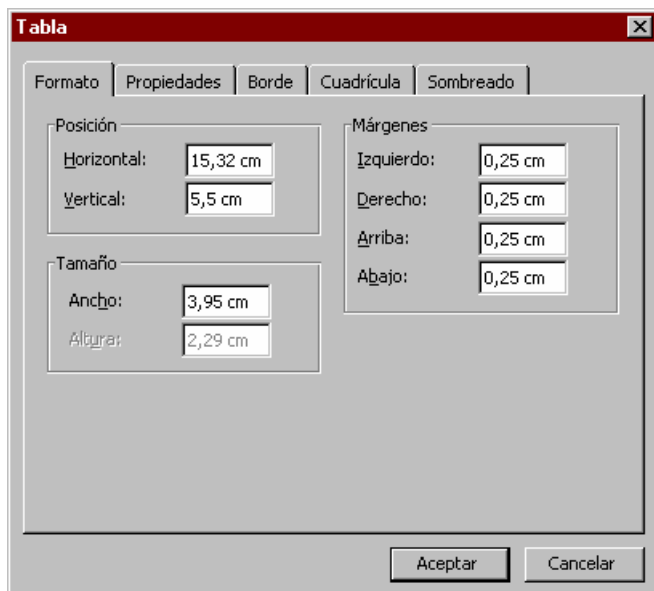 Tabla
Formato Propiedades Borde Cuadrícula Sombreado
Posición
Horizontal: 15,32 cm
Vertical: 5,5 cm
Tamaño
Ancho: 3,95 cm
Altura: 2,29 cm
Márgenes
Izquierdo: 0,25 cm
Derecho: 0,25 cm
Arriba: 0,25 cm
Abajo: 0,25 cm
Aceptar Cancelar